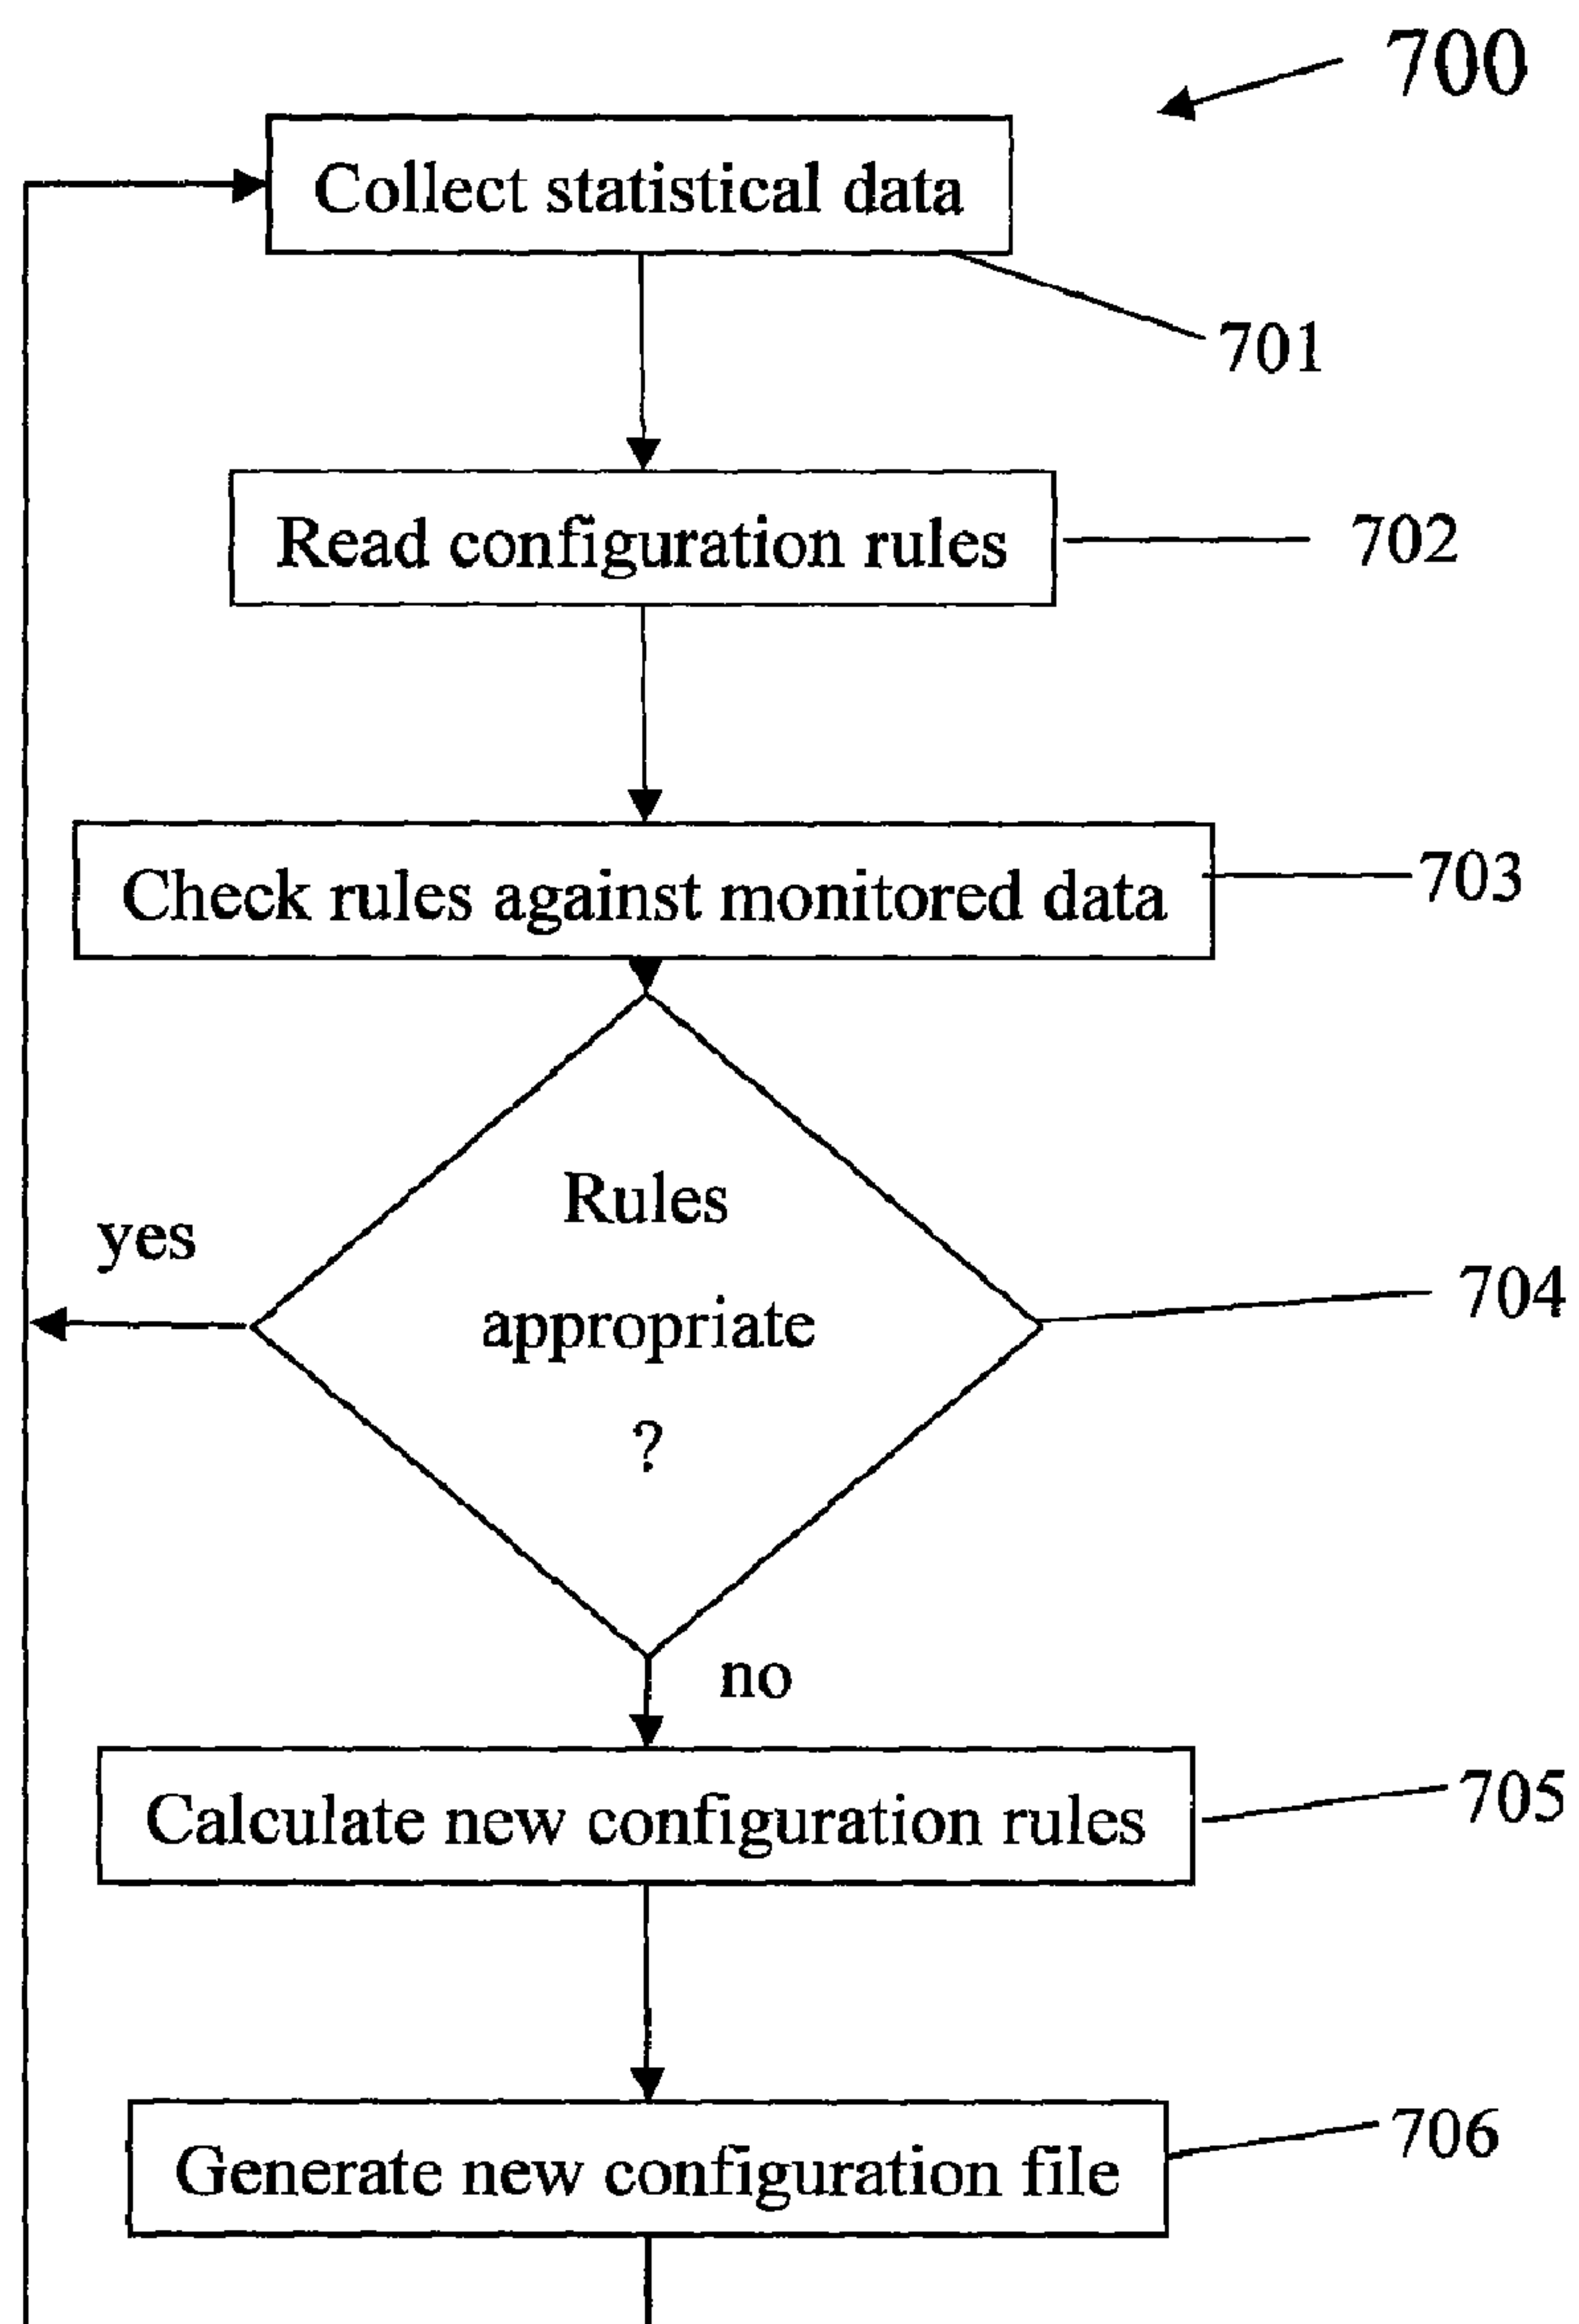 700
Collect statistical data
701
Read configuration rules
702
Check rules against monitored data
703
Rules
appropriate
?
yes
704
no
Calculate new configuration rules
705
Generate new configuration file
706